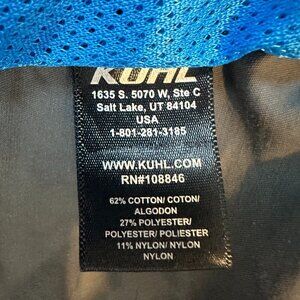 KUHL
1635 S. 5070 W, Ste C
Salt Lake, UT 84104
USA
1-801-281-3185
WWW.KUHL.COM
RN#108846
62% COTTON/ COTON/
ALGODON
27% POLYESTER/
POLYESTER/ POLIESTER
11% NYLON/ NYLON
NYLON